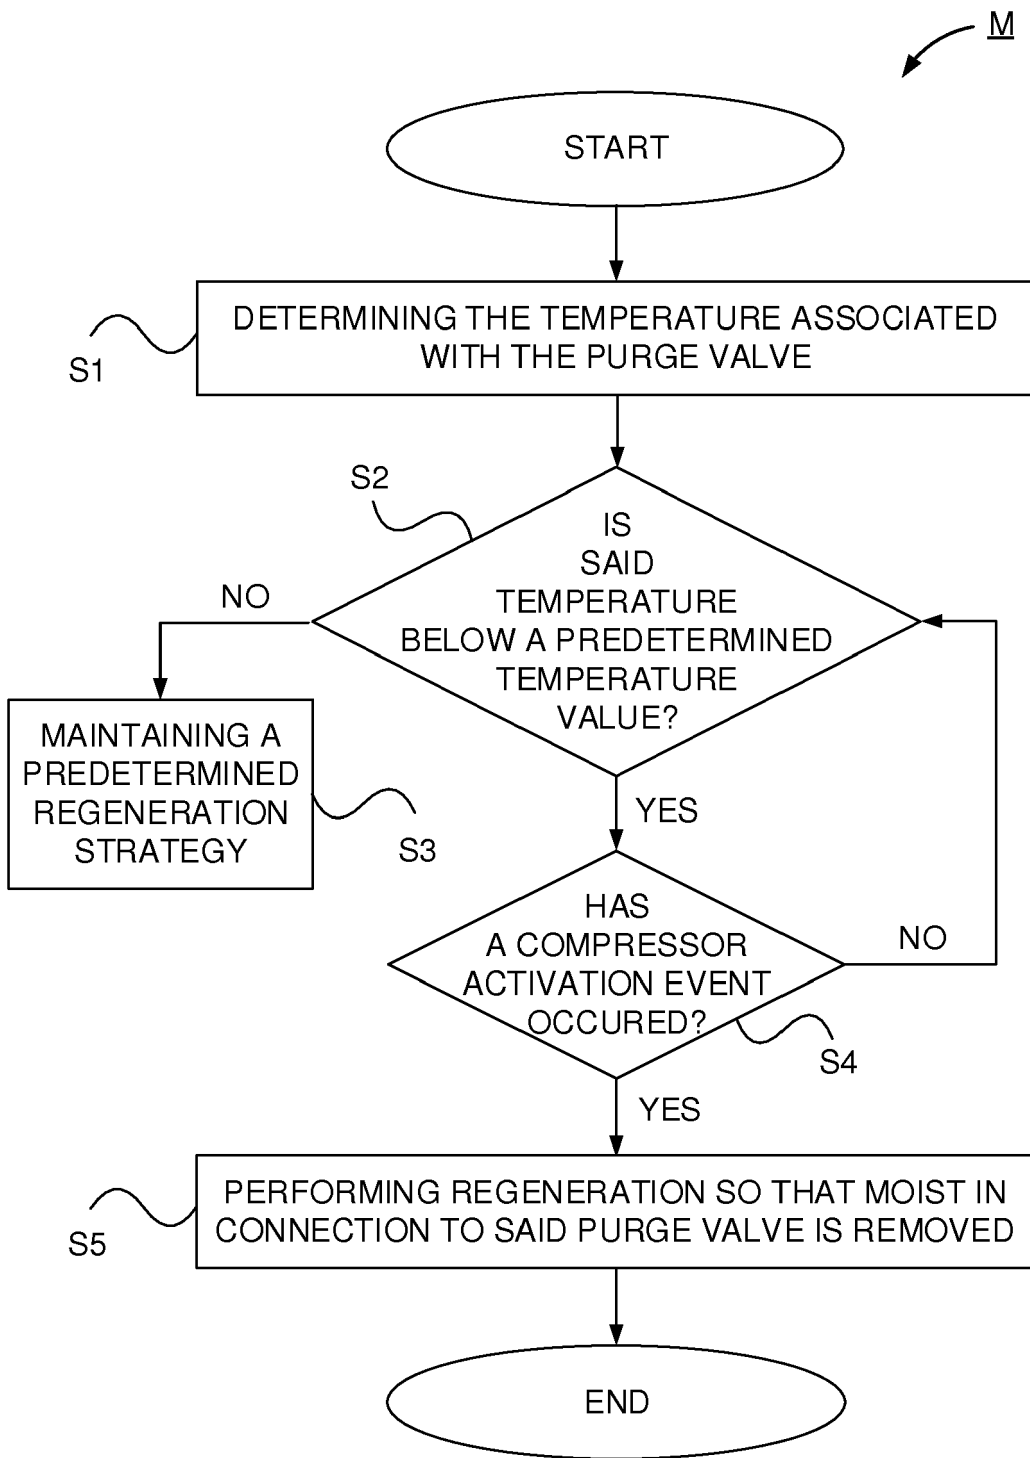 M
START
DETERMINING THE TEMPERATURE ASSOCIATED
WITH THE PURGE VALVE
S1
S2
IS
SAID
TEMPERATURE
BELOW A PREDETERMINED
TEMPERATURE
VALUE?
NO
MAINTAINING A
PREDETERMINED
REGENERATION
STRATEGY
S3
YES
HAS
A COMPRESSOR
ACTIVATION EVENT
OCCURED?
NO
S4
YES
PERFORMING REGENERATION SO THAT MOIST IN
CONNECTION TO SAID PURGE VALVE IS REMOVED
S5
END